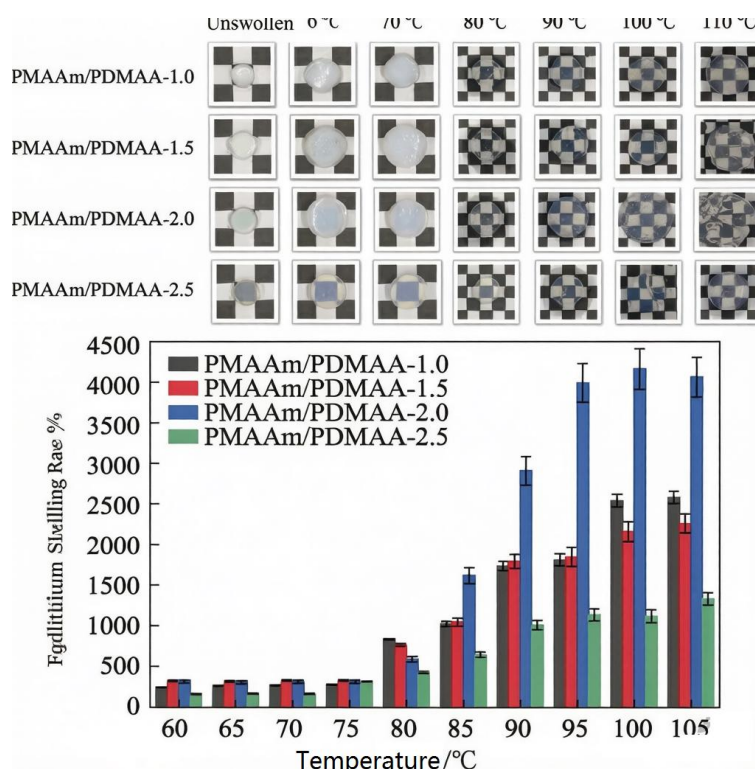 Unswollen 6 °C 70 °C 80 °C 90 °C 100 °C 110 °C
PMAAm/PDMAA-1.0
PMAAm/PDMAA-1.5
PMAAm/PDMAA-2.0
PMAAm/PDMAA-2.5
4500
4000
3500
3000
2500
2000
1500
1000
500
0
PMAAm/PDMAA-1.0
PMAAm/PDMAA-1.5
PMAAm/PDMAA-2.0
PMAAm/PDMAA-2.5
%
60 65 70 75 80 85 90 95 100 105
Temperature/°C